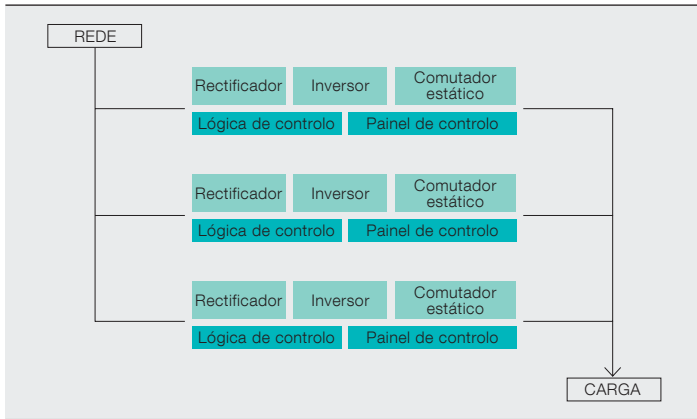 REDE
Rectificador Inversor Comutador
estático
Lógica de controlo Painel de controlo
Rectificador Inversor Comutador
estático
Lógica de controlo Painel de controlo
Rectificador Inversor Comutador
estático
Lógica de controlo Painel de controlo
CARGA